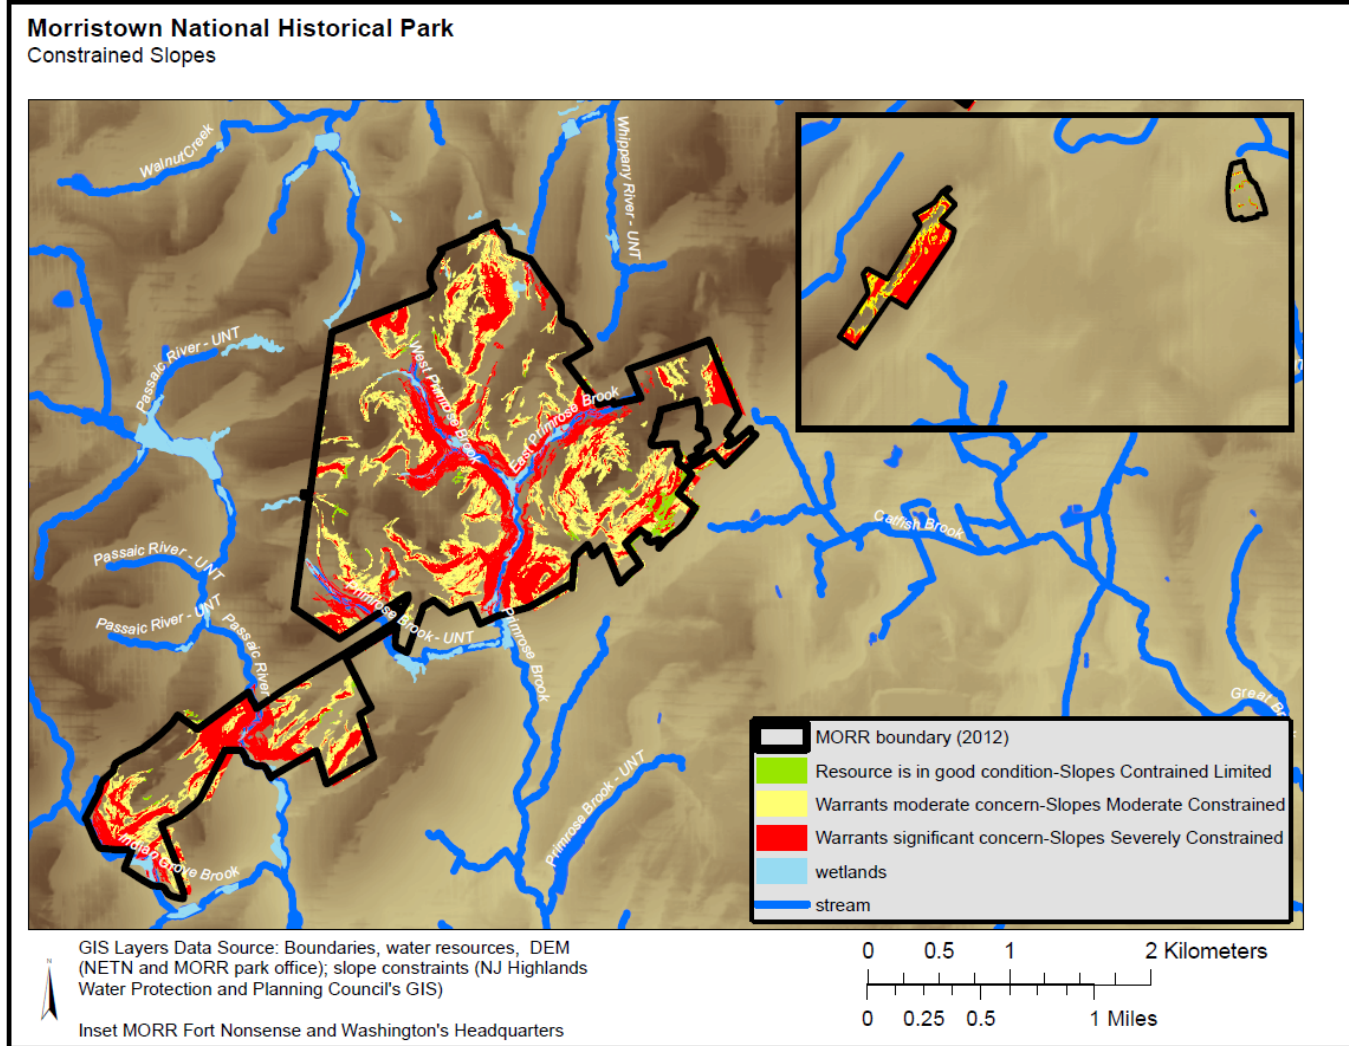 Morristown National Historical Park
Constrained Slopes
Walnut Creek
Whippany River - UNT
Passaic River - UNT
West Primrose Brook
East Primrose Brook
Catfish Brook
Passaic River - UNT
Passaic River - UNT
Passaic River
Primrose Brook - UNT
Primrose Brook
Great Br
Primrose Brook - UNT
Indian Grove Brook
MORR boundary (2012)
Resource is in good condition-Slopes Contrained Limited
Warrants moderate concern-Slopes Moderate Constrained
Warrants significant concern-Slopes Severely Constrained
wetlands
stream
N
GIS Layers Data Source: Boundaries, water resources, DEM
(NETN and MORR park office); slope constraints (NJ Highlands
Water Protection and Planning Council's GIS)
Inset MORR Fort Nonsense and Washington's Headquarters
0 0.5 1 2 Kilometers
0 0.25 0.5 1 Miles